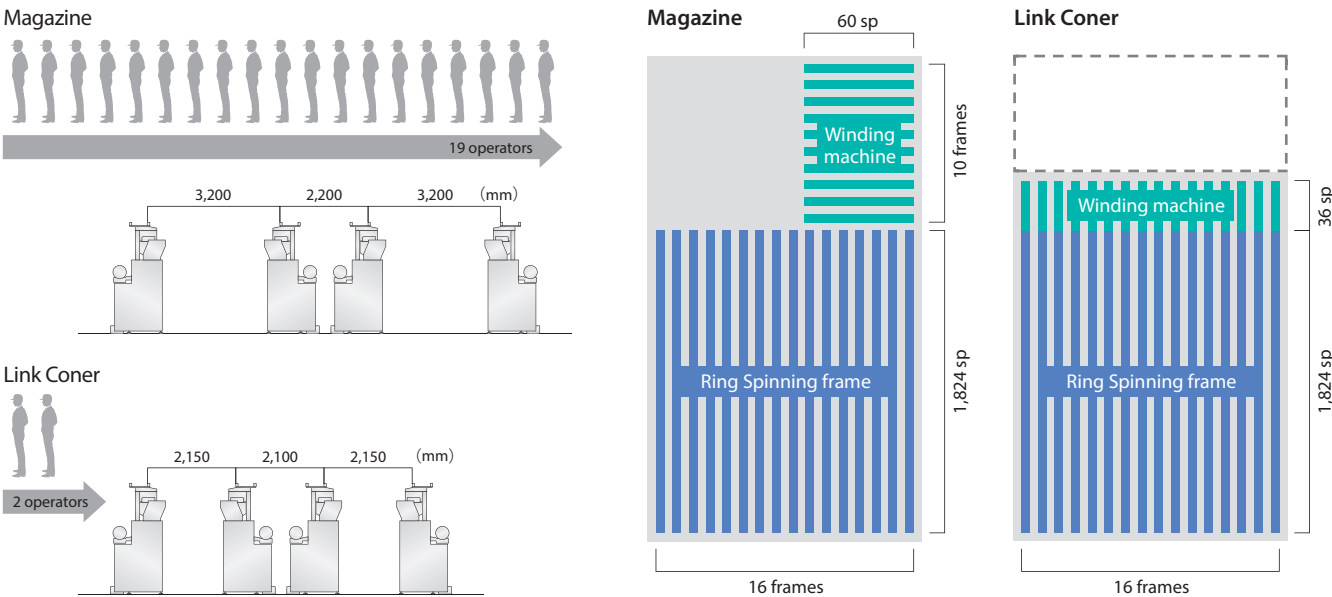 Magazine
19 operators
3,200 2,200 3,200 (mm)
Link Coner
2 operators
2,150 2,100 2,150 (mm)
Magazine
60 sp
Winding
machine
10 frames
Ring Spinning frame
1,824 sp
16 frames
Link Coner
Winding machine
36 sp
Ring Spinning frame
1,824 sp
16 frames